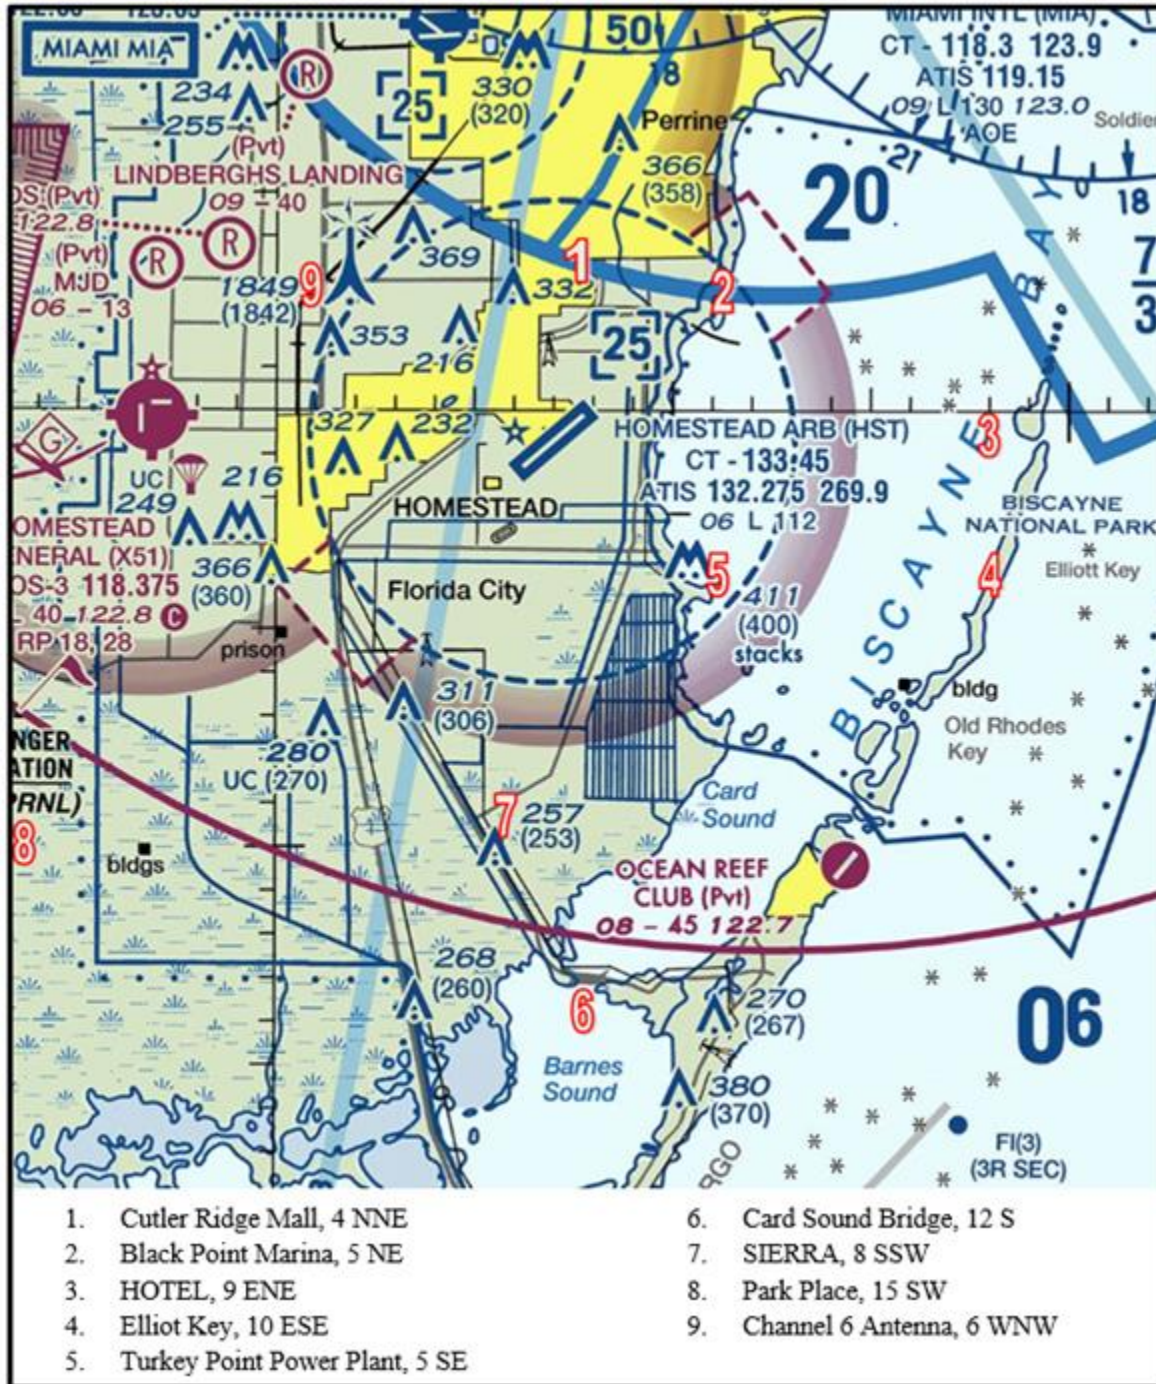 MIAMI MIA
50
18
MIAMI INTL (MIA)
CT - 118.3 123.9
ATIS 119.15
09 L 130 123.0
AOE
Soldier
234
R
25
330
(320)
255
Perrine
366
(358)
21
18
(Pvt)
LINDBERGHS LANDING
09 - 40
OS (Pvt)
122.8
(Pvt)
MJD
06 - 13
R
R
20
7
3
369
1
2
332
9
1849
(1842)
353
216
25
327
232
HOMESTEAD ARB (HST)
CT - 133.45
ATIS 132.275 269.9
06 L 112
3
G
UC
249
216
HOMESTEAD
BISCAYNE
NATIONAL PARK
Elliott Key
OMESTEAD
ENERAL (X51)
OS-3 118.375
L 40 122.8 C
RP 18, 28
366
(360)
Florida City
5
4
411
(400)
stacks
BISCAYNE BAY
prison
bldg
311
(306)
Old Rhodes
Key
NGER
ATION
PRNL)
280
UC (270)
8
bldgs
7
257
(253)
Card
Sound
OCEAN REEF
CLUB (Pvt)
08 - 45 122.7
268
(260)
6
270
(267)
06
Barnes
Sound
380
(370)
RGO
Fl(3)
(3R SEC)
1. Cutler Ridge Mall, 4 NNE
2. Black Point Marina, 5 NE
3. HOTEL, 9 ENE
4. Elliot Key, 10 ESE
5. Turkey Point Power Plant, 5 SE
6. Card Sound Bridge, 12 S
7. SIERRA, 8 SSW
8. Park Place, 15 SW
9. Channel 6 Antenna, 6 WNW